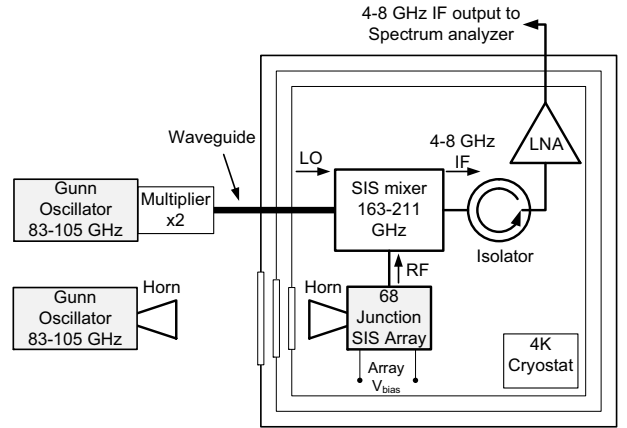 4-8 GHz IF output to
Spectrum analyzer
Waveguide
LO
4-8 GHz
IF
LNA
Gunn
Oscillator
83-105 GHz
Multiplier
x2
SIS mixer
163-211
GHz
Isolator
RF
Horn
Horn
Gunn
Oscillator
83-105 GHz
68
Junction
SIS Array
Array
Vbias
4K
Cryostat